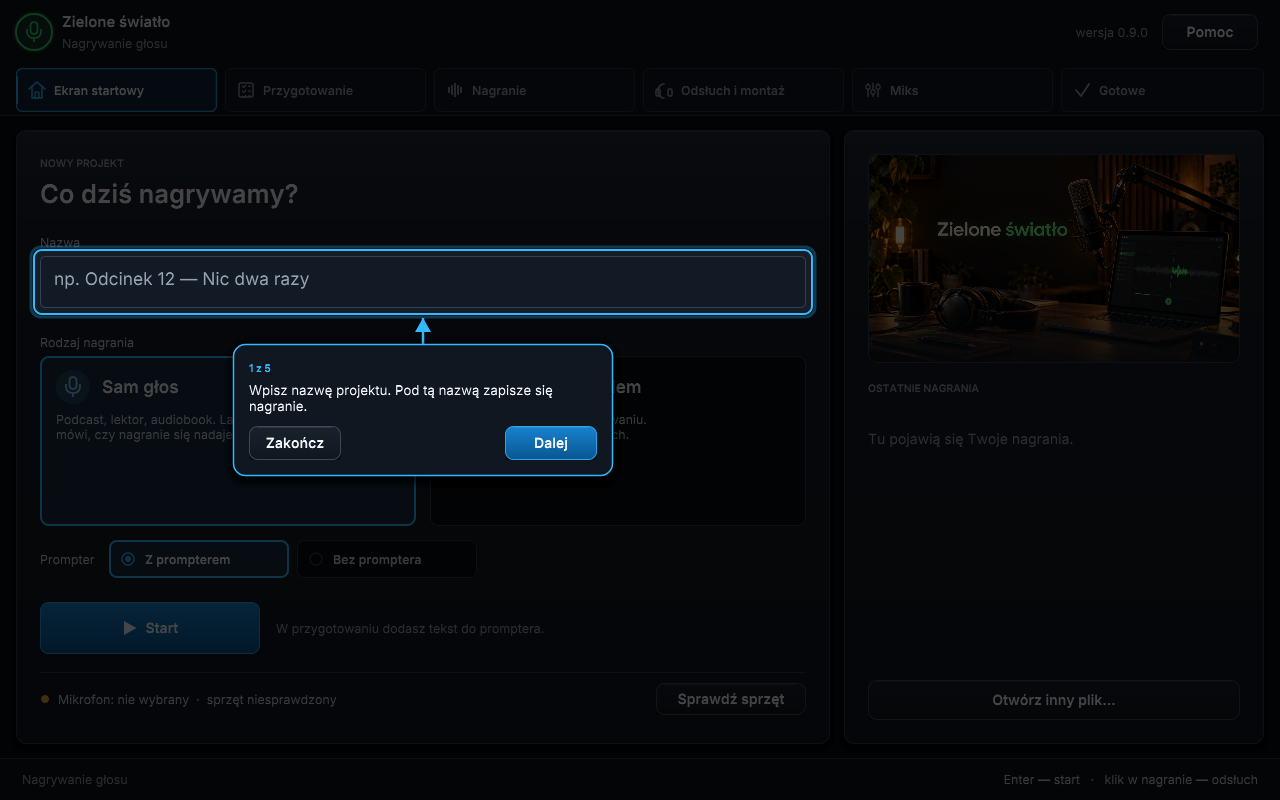 Zielone światło
Nagrywanie głosu
wersja 0.9.0
Pomoc
Ekran startowy
Przygotowanie
Nagranie
Odsłuch i montaż
Miks
Gotowe
NOWY PROJEKT
Co dziś nagrywamy?
Nazwa
np. Odcinek 12 — Nic dwa razy
Rodzaj nagrania
Sam głos
Podcast, lektor, audiobook.
mówi, czy nagranie się nadaje
1 z 5
Wpisz nazwę projektu. Pod tą nazwą zapisze się
nagranie.
Zakończ
Dalej
Prompter
Z prompterem
Bez promptera
Start
W przygotowaniu dodasz tekst do promptera.
Mikrofon: nie wybrany · sprzęt niesprawdzony
Sprawdź sprzęt
Zielone światło
OSTATNIE NAGRANIA
Tu pojawią się Twoje nagrania.
Otwórz inny plik...
Nagrywanie głosu
Enter — start · klik w nagranie — odsłuch